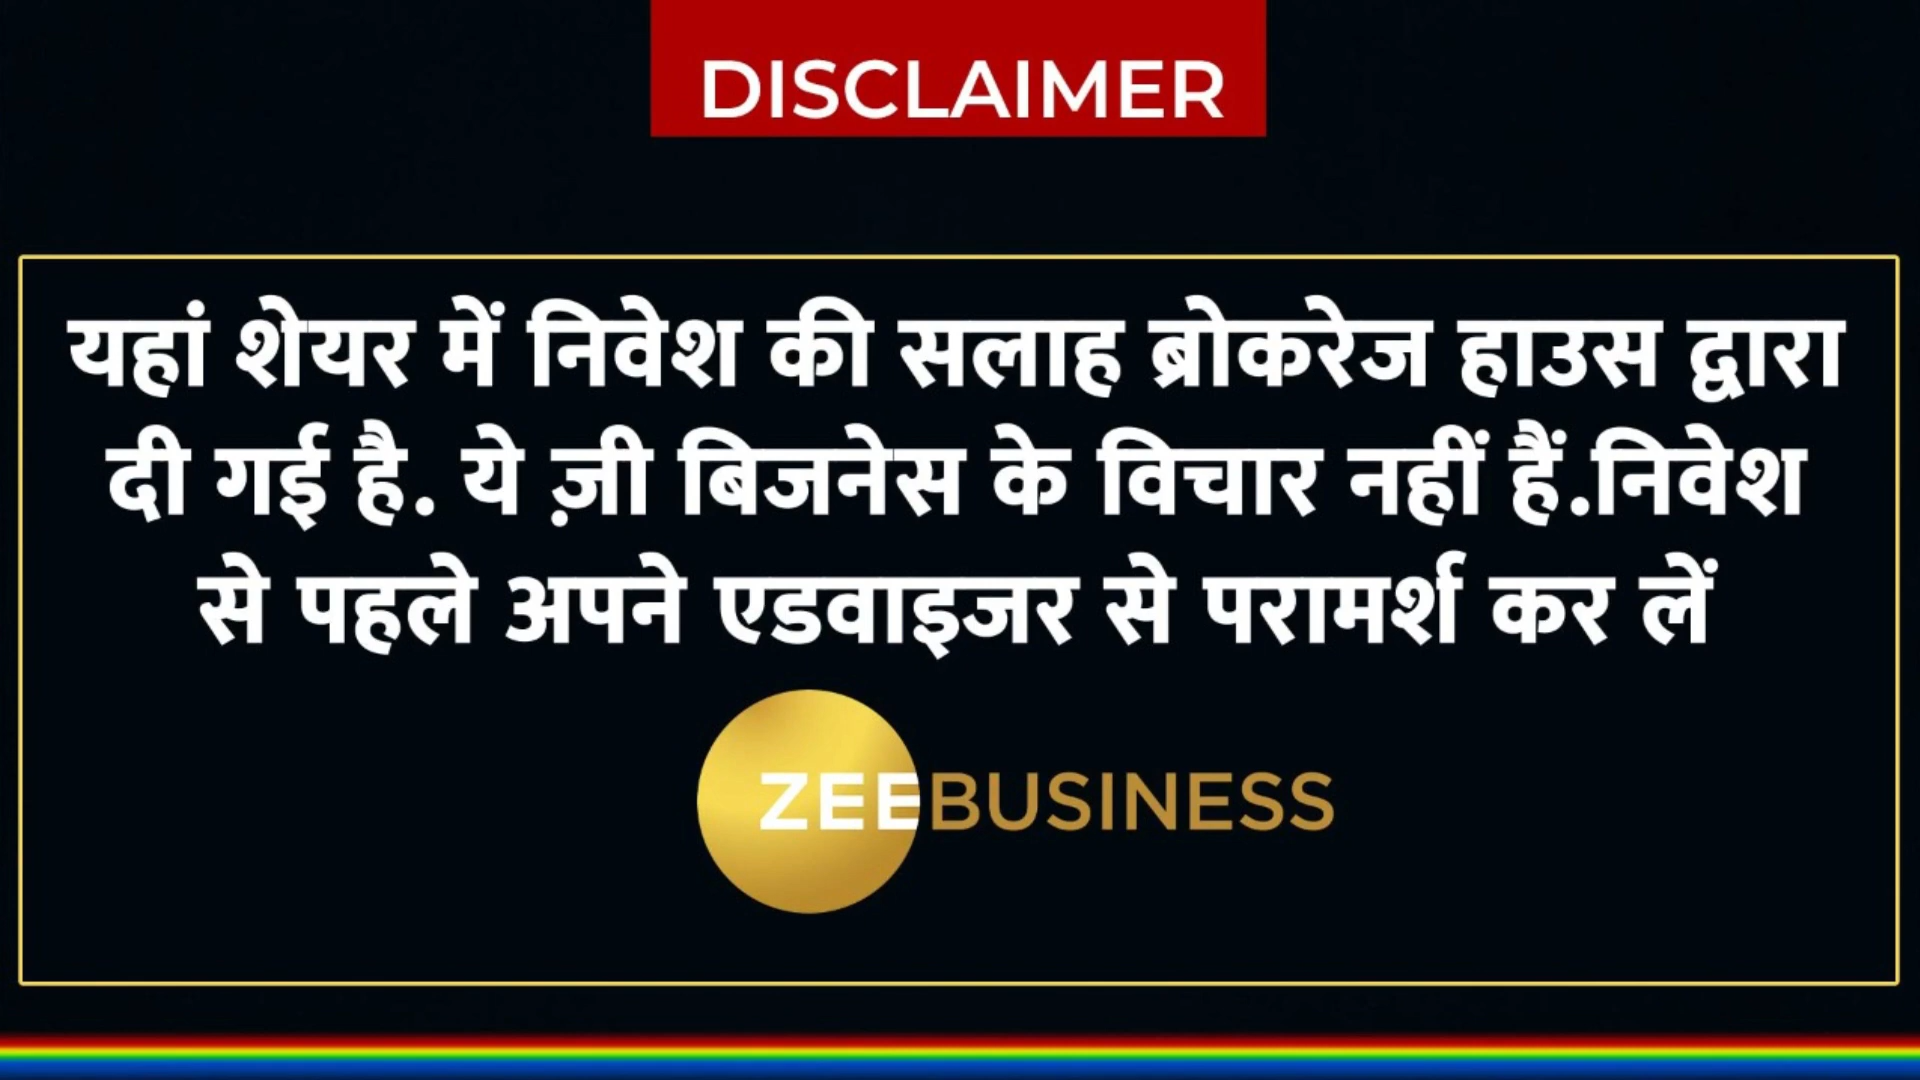 DISCLAIMER
यहां शेयर में निवेश की सलाह ब्रोकरेज हाउस द्वारा
दी गई है. ये ज़ी बिजनेस के विचार नहीं हैं.निवेश
से पहले अपने एडवाइजर से परामर्श कर लें
ZEEBUSINESS